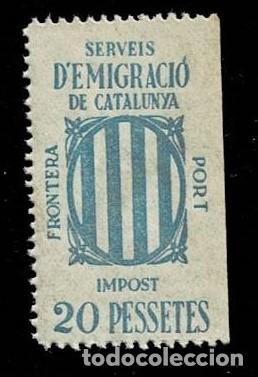 SERVEIS
D'EMIGRACIÓ
DE CATALUNYA
FRONTERA
PORT
IMPOST
20 PESSETES
todocoleccion.net